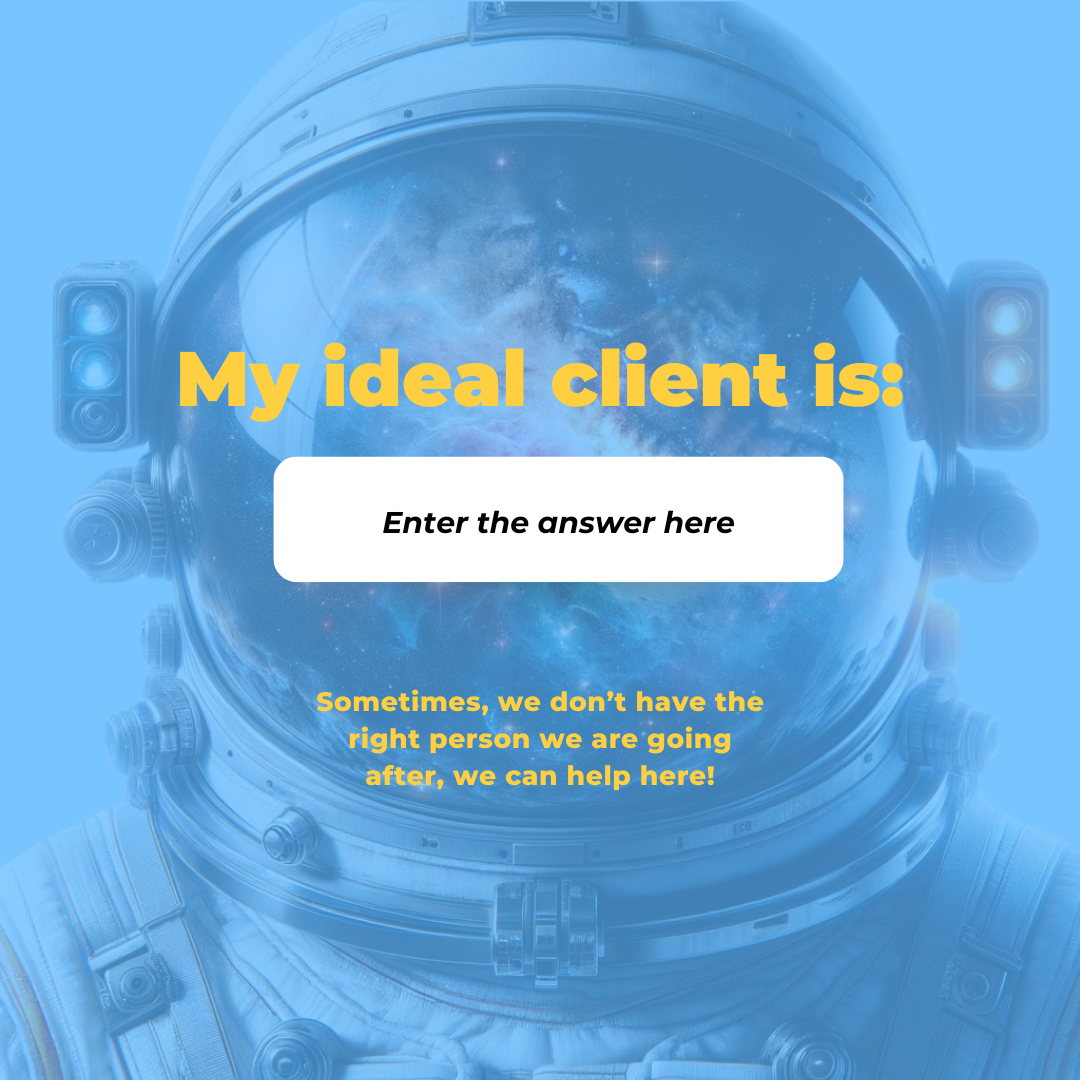 My ideal client is:
Enter the answer here
Sometimes, we don’t have the
right person we are going
after, we can help here!